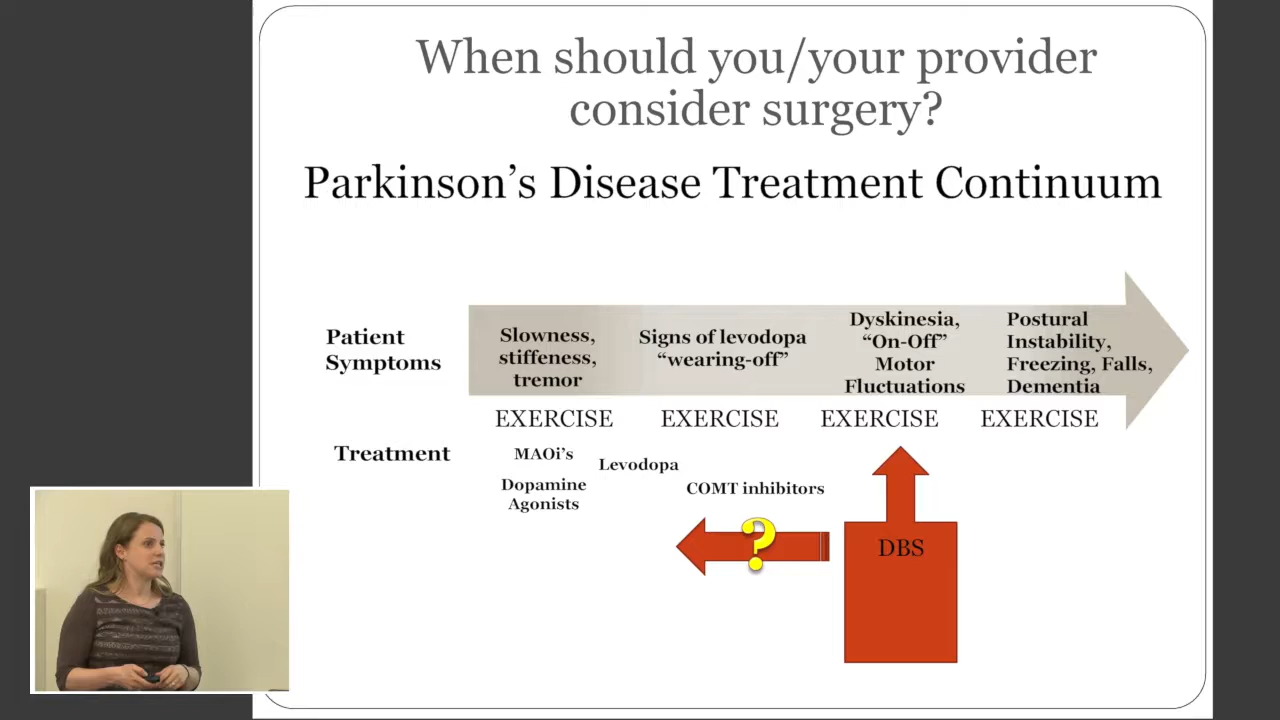 When should you/your provider
consider surgery?
Parkinson's Disease Treatment Continuum
Patient
Symptoms
Slowness,
stiffeness,
tremor
Signs of levodopa
"wearing-off"
Dyskinesia,
"On-Off"
Motor
Fluctuations
Postural
Instability,
Freezing, Falls,
Dementia
EXERCISE EXERCISE EXERCISE EXERCISE
Treatment
MAOi's
Dopamine
Agonists
Levodopa
COMT inhibitors
?
DBS